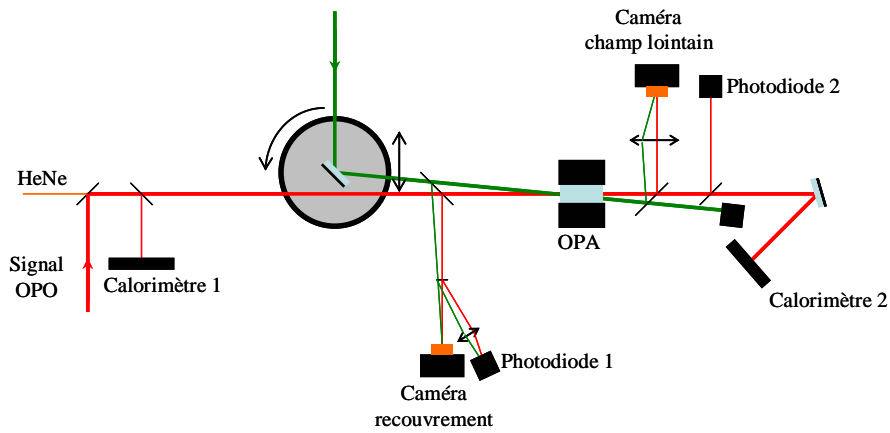 Caméra
champ lointain
Photodiode 2
HeNe
Signal
OPO
Calorimètre 1
OPA
Calorimètre 2
Photodiode 1
Caméra
recouvrement